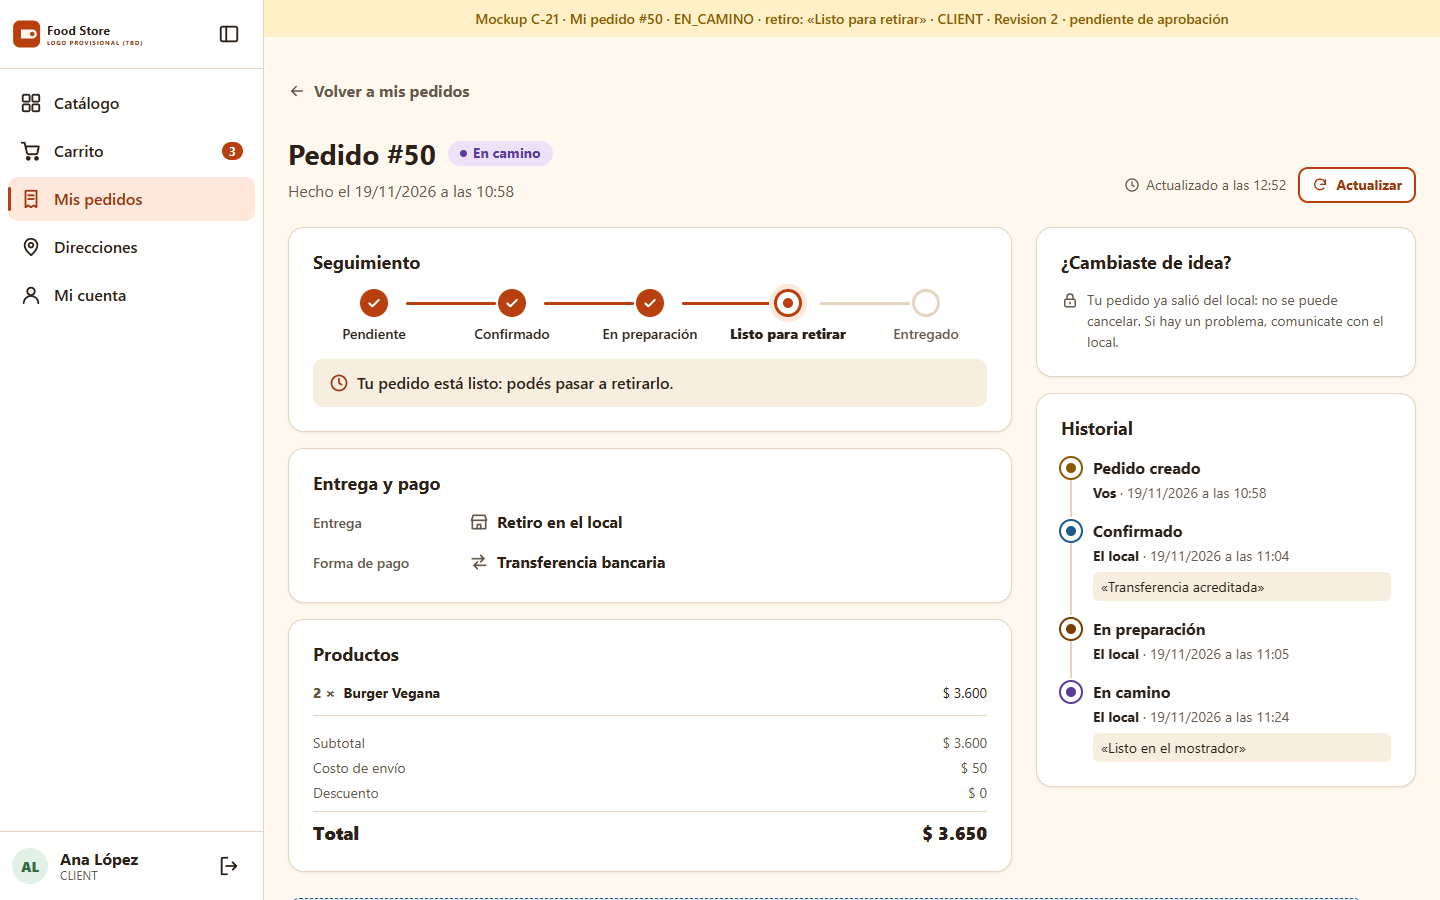 Mockup C-21 · Mi pedido #50 · EN_CAMINO · retiro: «Listo para retirar» · CLIENT · Revision 2 · pendiente de aprobación
Food Store
LOGO PROVISIONAL (TBD)
Catálogo
Carrito
3
Mis pedidos
Direcciones
Mi cuenta
AL
Ana López
CLIENT
Volver a mis pedidos
Pedido #50
En camino
Hecho el 19/11/2026 a las 10:58
Actualizado a las 12:52
Actualizar
Seguimiento
Pendiente
Confirmado
En preparación
Listo para retirar
Entregado
Tu pedido está listo: podés pasar a retirarlo.
Entrega y pago
Entrega
Retiro en el local
Forma de pago
Transferencia bancaria
Productos
2 × Burger Vegana
$ 3.600
Subtotal
$ 3.600
Costo de envío
$ 50
Descuento
$ 0
Total
$ 3.650
¿Cambiaste de idea?
Tu pedido ya salió del local: no se puede
cancelar. Si hay un problema, comunicate con el
local.
Historial
Pedido creado
Vos · 19/11/2026 a las 10:58
Confirmado
El local · 19/11/2026 a las 11:04
«Transferencia acreditada»
En preparación
El local · 19/11/2026 a las 11:05
En camino
El local · 19/11/2026 a las 11:24
«Listo en el mostrador»